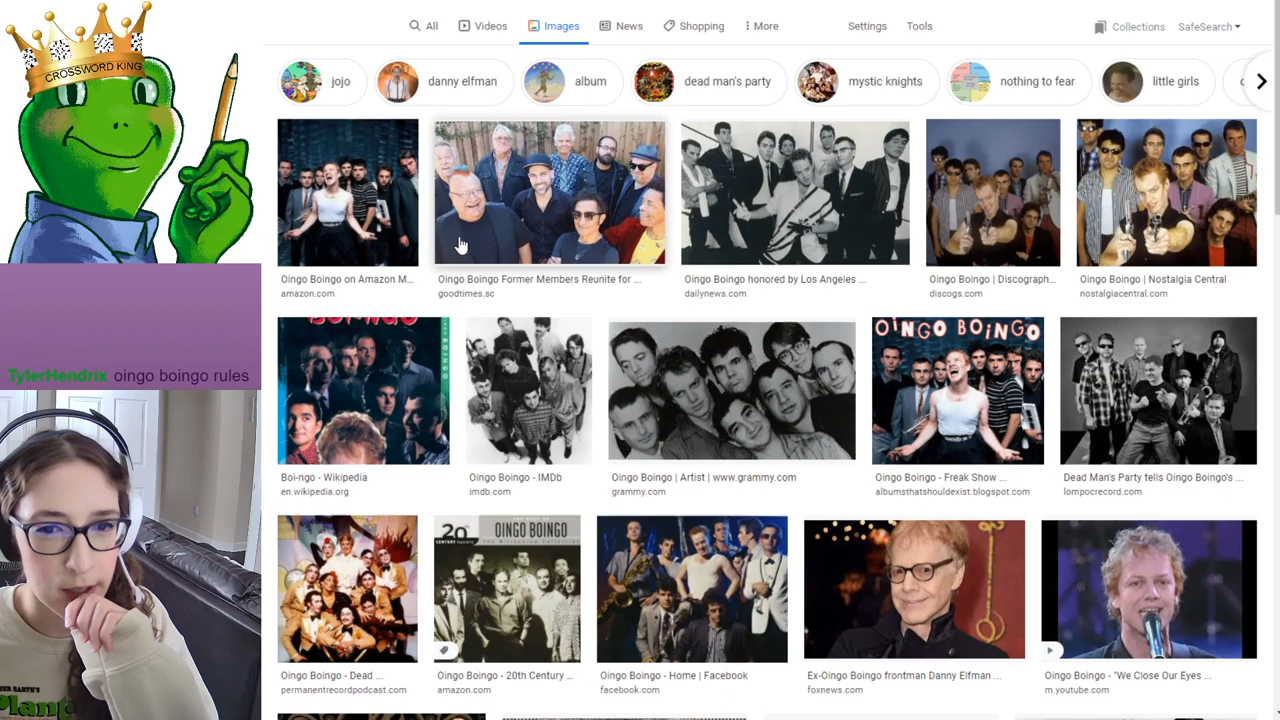 CROSSWORD KING
TylerHendrix oingo boingo rules
All
Videos
Images
News
Shopping
More
Settings
Tools
Collections
SafeSearch
jojo
danny elfman
album
dead man's party
mystic knights
nothing to fear
little girls
Oingo Boingo on Amazon M...
amazon.com
Oingo Boingo Former Members Reunite for ...
goodtimes.sc
Oingo Boingo honored by Los Angeles ...
dailynews.com
Oingo Boingo | Discograph...
discogs.com
Oingo Boingo | Nostalgia Central
nostalgiacentral.com
OINGO BOINGO
Boi-ngo - Wikipedia
en.wikipedia.org
Oingo Boingo - IMDb
imdb.com
Oingo Boingo | Artist | www.grammy.com
grammy.com
Oingo Boingo - Freak Show ...
albumsthatshouldexist.blogspot.com
Dead Man's Party tells Oingo Boingo's ...
lompocrecord.com
20th
OINGO BOINGO
Oingo Boingo - Dead ...
permanentrecordpodcast.com
Oingo Boingo - 20th Century ...
amazon.com
Oingo Boingo - Home | Facebook
facebook.com
Ex-Oingo Boingo frontman Danny Elfman ...
foxnews.com
Oingo Boingo - "We Close Our Eyes ...
m.youtube.com